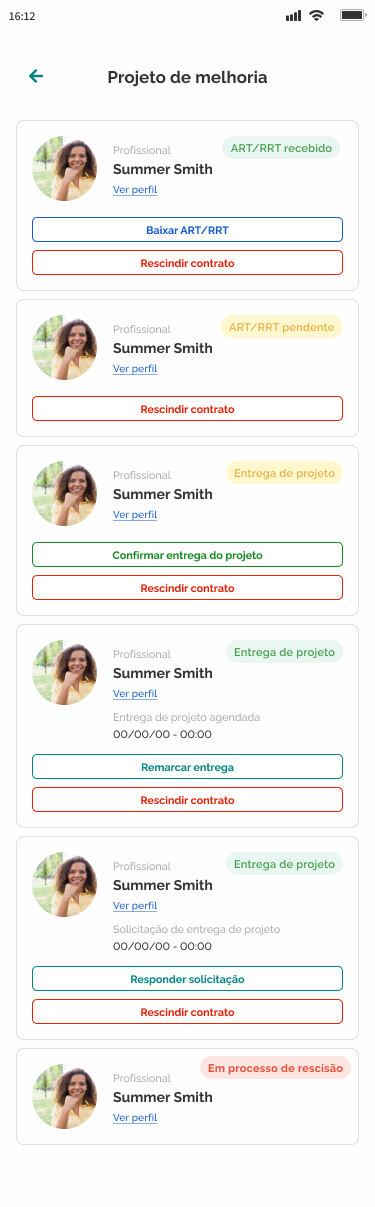 16:12
Projeto de melhoria
Profissional
ART/RRT recebido
Summer Smith
Ver perfil
Baixar ART/RRT
Rescindir contrato
Profissional
ART/RRT pendente
Summer Smith
Ver perfil
Rescindir contrato
Profissional
Entrega de projeto
Summer Smith
Ver perfil
Confirmar entrega do projeto
Rescindir contrato
Profissional
Entrega de projeto
Summer Smith
Ver perfil
Entrega de projeto agendada
00/00/00 - 00:00
Remarcar entrega
Rescindir contrato
Profissional
Entrega de projeto
Summer Smith
Ver perfil
Solicitação de entrega de projeto
00/00/00 - 00:00
Responder solicitação
Rescindir contrato
Profissional
Em processo de rescisão
Summer Smith
Ver perfil